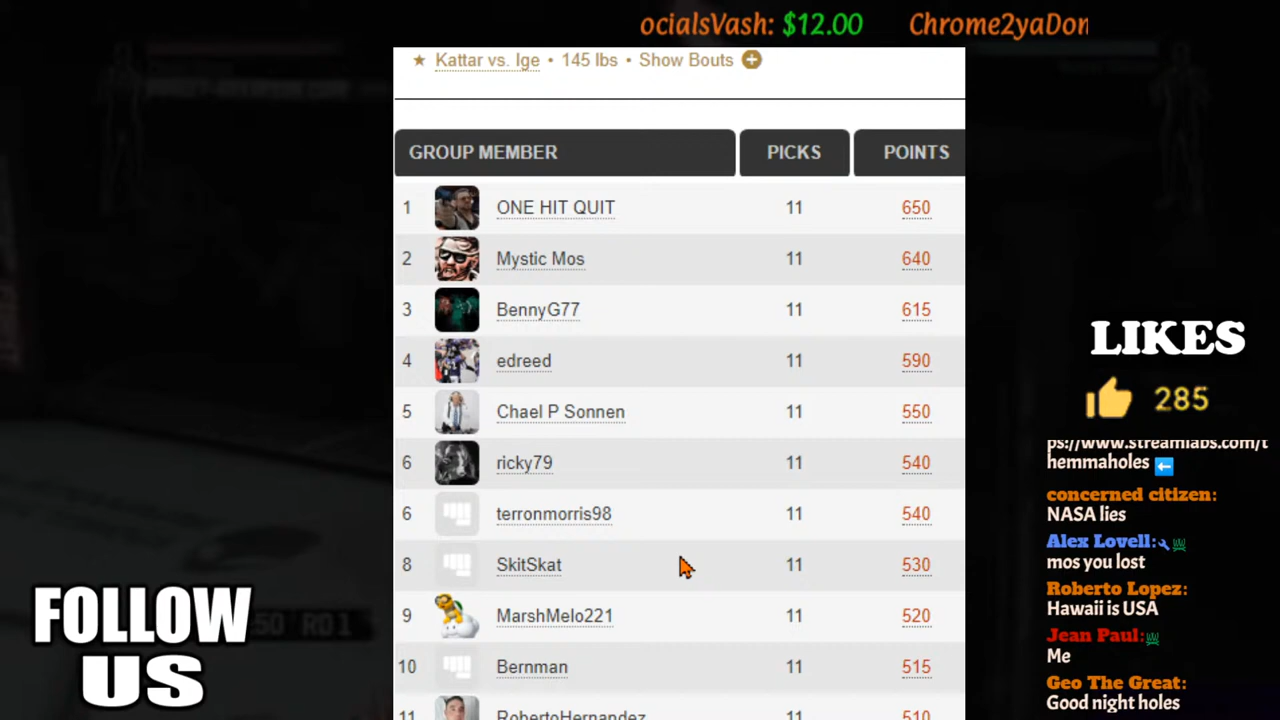 ocialsVash: $12.00 Chrome2yaDon
★ Kattar vs. Ige • 145 lbs • Show Bouts
GROUP MEMBER PICKS POINTS
1 ONE HIT QUIT 11 650
2 Mystic Mos 11 640
3 BennyG77 11 615
4 edreed 11 590
5 Chael P Sonnen 11 550
6 ricky79 11 540
6 terronmorris98 11 540
8 SkitSkat 11 530
9 MarshMelo221 11 520
10 Bernman 11 515
11 RobertoHernandez 11 510
FOLLOW
US
LIKES
285
ps://www.streamlabs.com/t
hemmaholes
concerned citizen:
NASA lies
Alex Lovell:
mos you lost
Roberto Lopez:
Hawaii is USA
Jean Paul:
Me
Geo The Great:
Good night holes